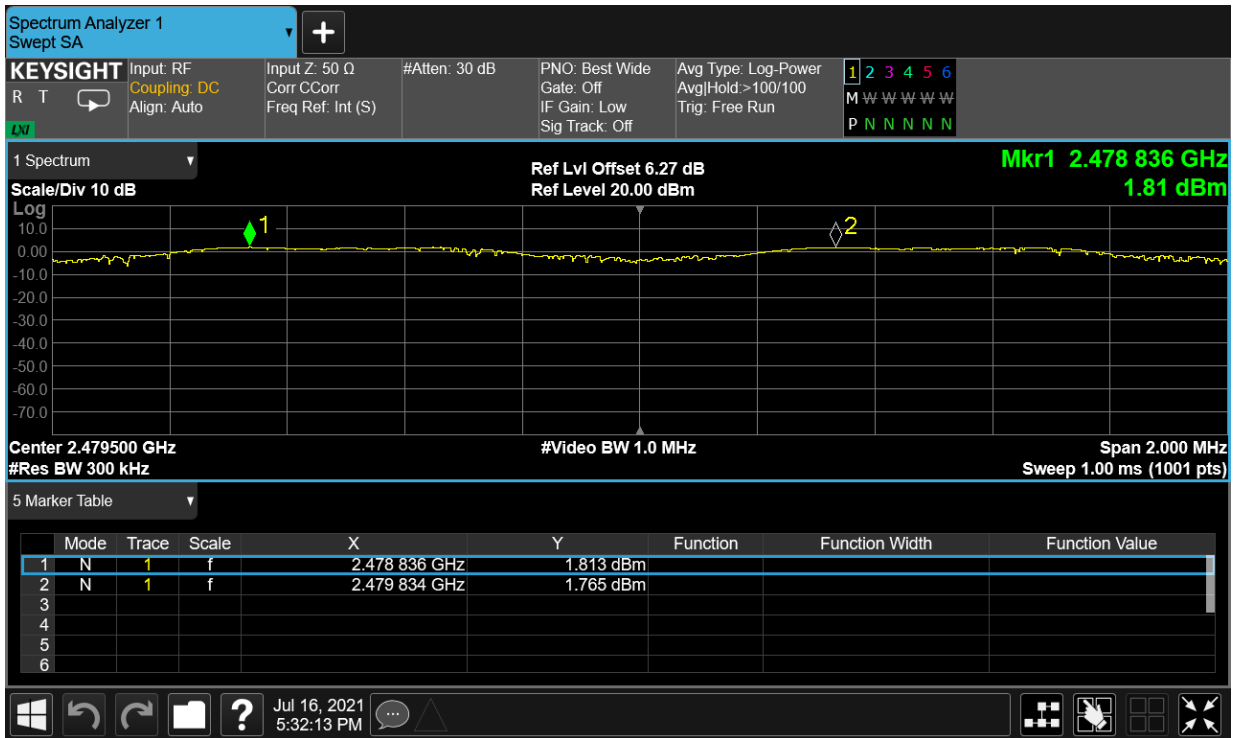 Spectrum Analyzer 1
Swept SA
KEYSIGHT
R T
LXI
Input: RF
Coupling: DC
Align: Auto
Input Z: 50 Ω
Corr CCorr
Freq Ref: Int (S)
#Atten: 30 dB
PNO: Best Wide
Gate: Off
IF Gain: Low
Sig Track: Off
Avg Type: Log-Power
Avg|Hold:>100/100
Trig: Free Run
1 2 3 4 5 6
M W W W W W
P N N N N N
1 Spectrum
Scale/Div 10 dB
Ref Lvl Offset 6.27 dB
Ref Level 20.00 dBm
Mkr1 2.478 836 GHz
1.81 dBm
Log
10.0
0.00
-10.0
-20.0
-30.0
-40.0
-50.0
-60.0
-70.0
1
2
Center 2.479500 GHz
#Res BW 300 kHz
#Video BW 1.0 MHz
Span 2.000 MHz
Sweep 1.00 ms (1001 pts)
5 Marker Table
Mode Trace Scale X Y Function Function Width Function Value
1 N 1 f 2.478 836 GHz 1.813 dBm
2 N 1 f 2.479 834 GHz 1.765 dBm
3
4
5
6
?
Jul 16, 2021
5:32:13 PM